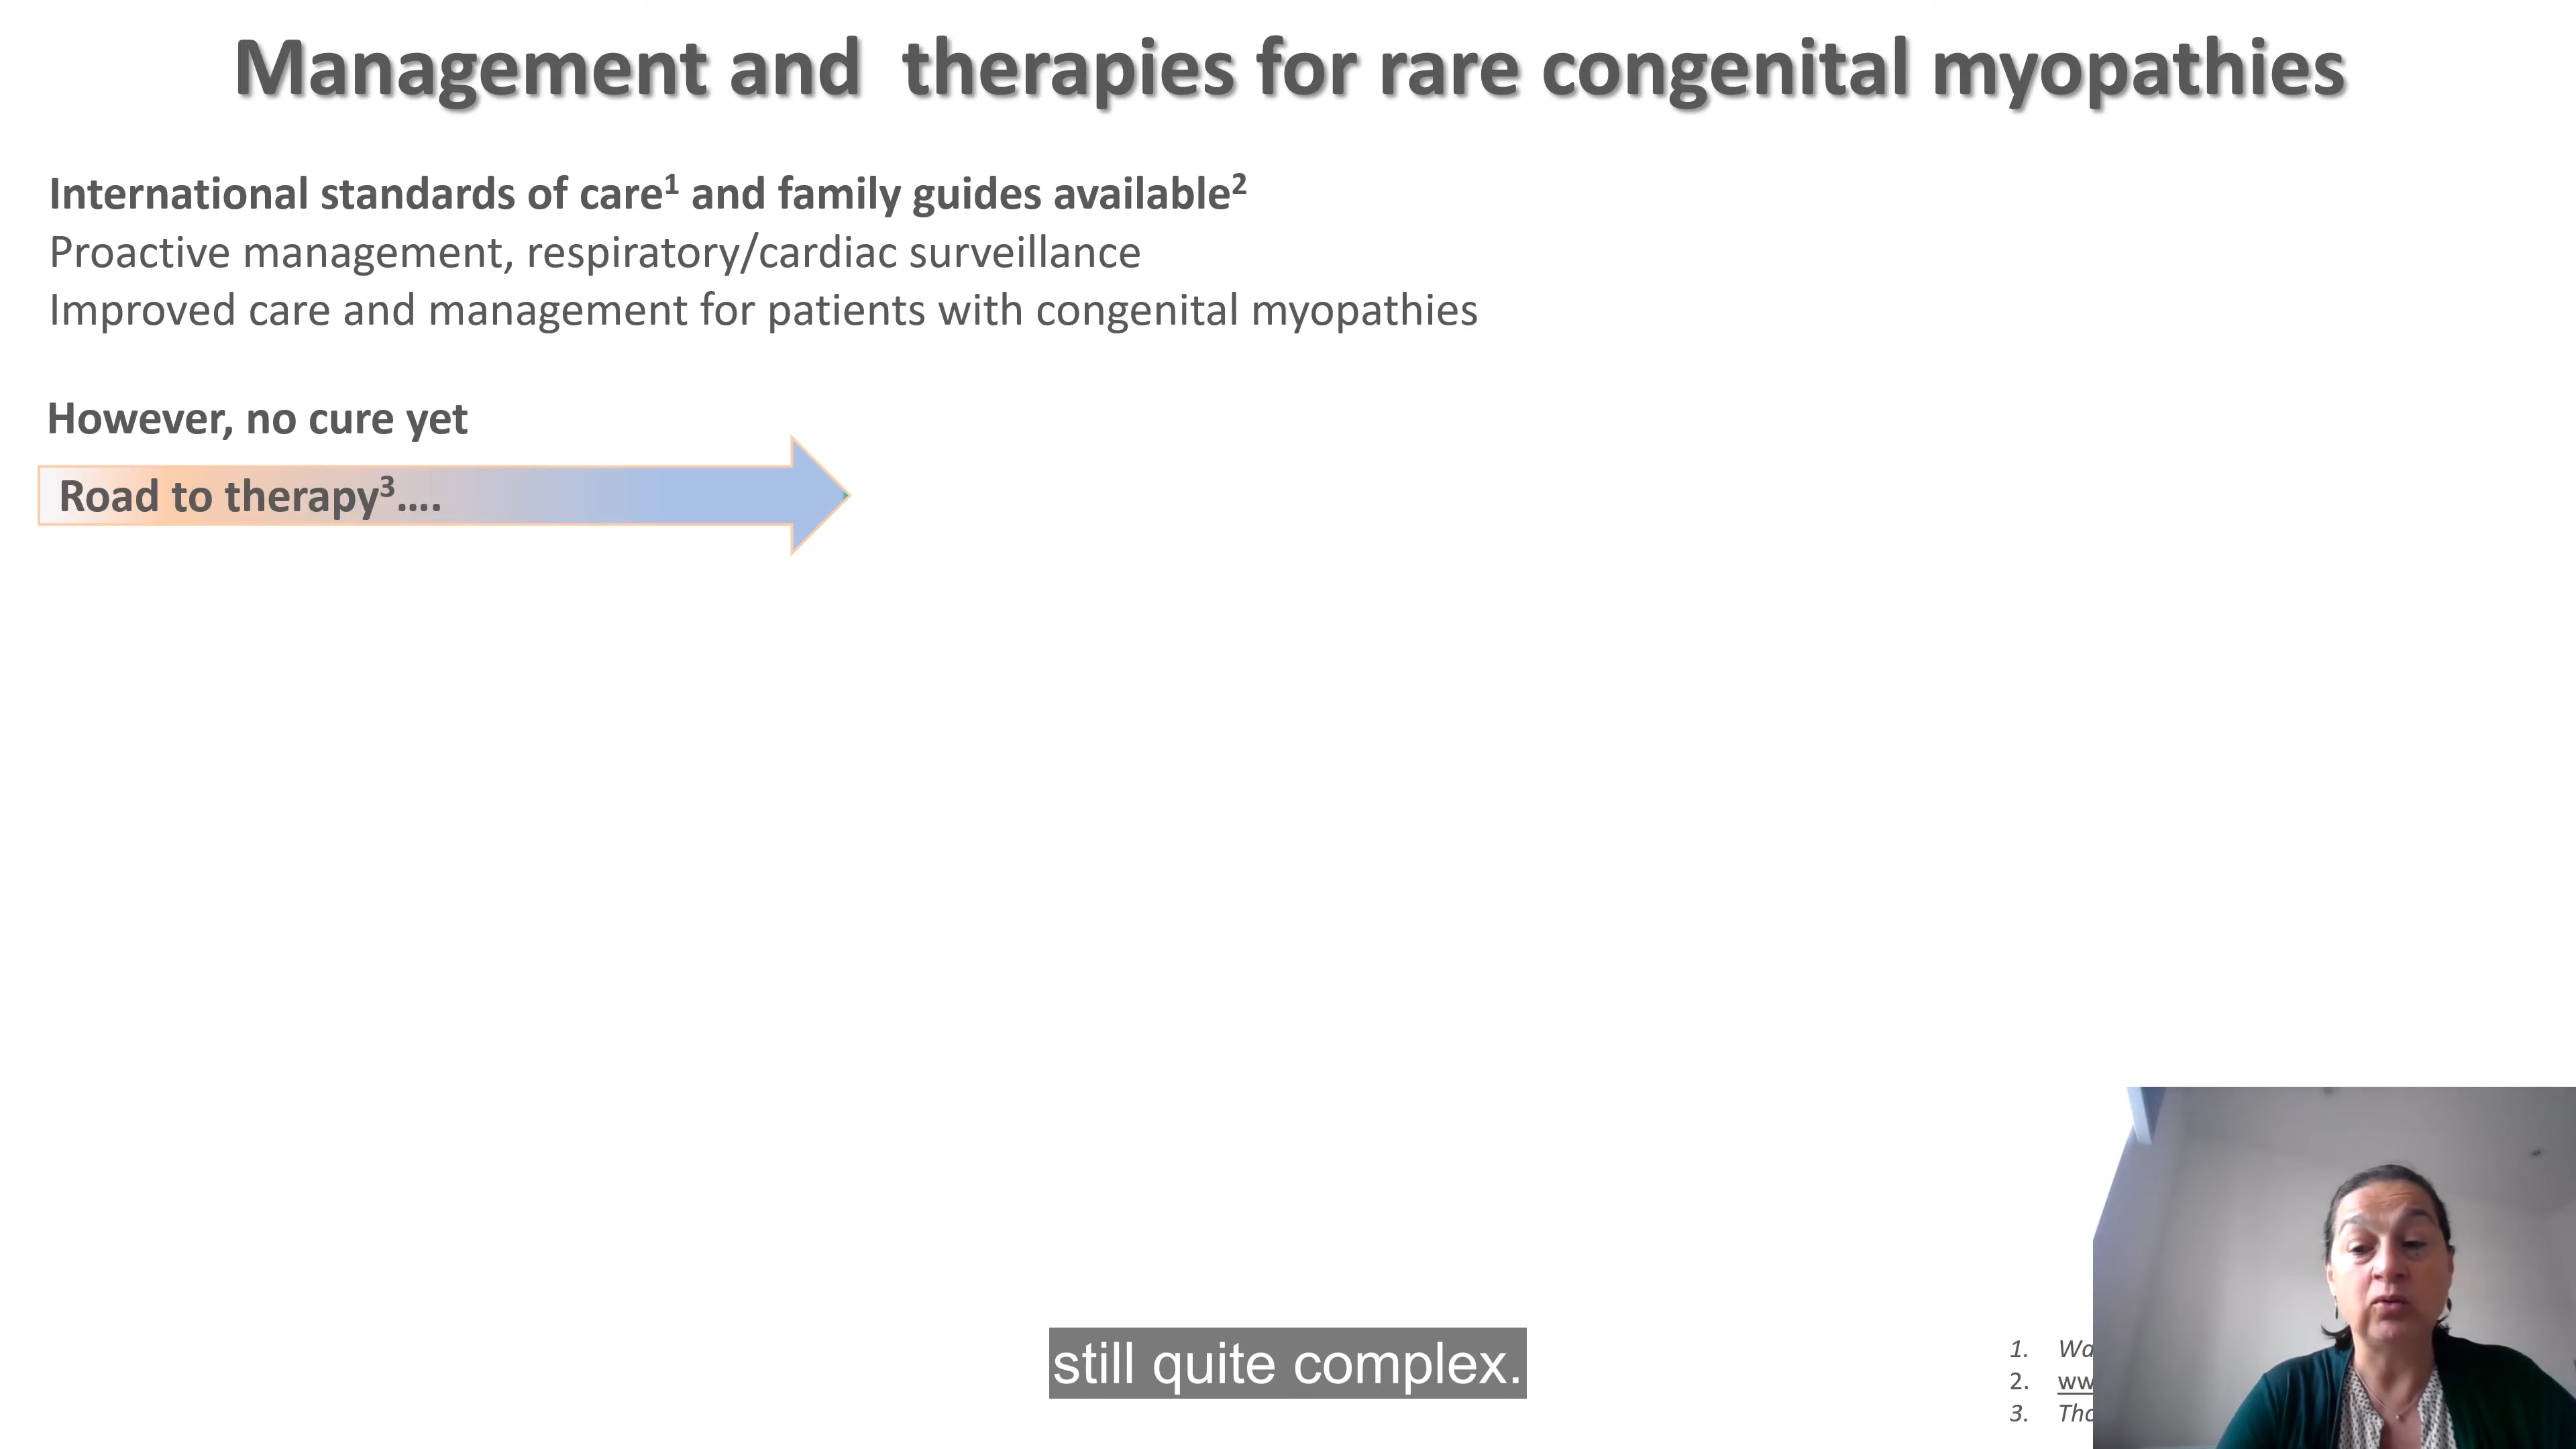 Management and therapies for rare congenital myopathies
International standards of care¹ and family guides available²
Proactive management, respiratory/cardiac surveillance
Improved care and management for patients with congenital myopathies
However, no cure yet
Road to therapy³....
still quite complex.
1.
2.
3.